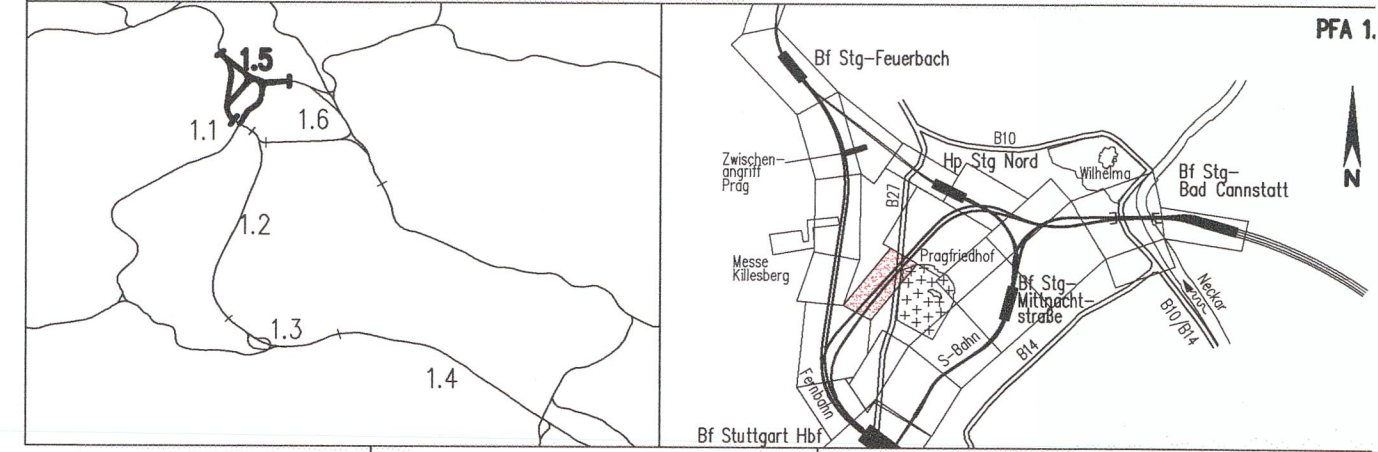 1.5
1.1
1.6
1.2
1.3
1.4
PFA 1.
Bf Stg-Feuerbach
N
B10
Zwischen-
angriff
Prag
Hp Stg Nord
Wilhelma
Bf Stg-
Bad Cannstatt
B27
Messe
Killesberg
Pragfriedhof
Bf Stg-
Mittnacht-
straße
Neckar
B10/B14
S-Bahn
B14
Fernbahn
Bf Stuttgart Hbf